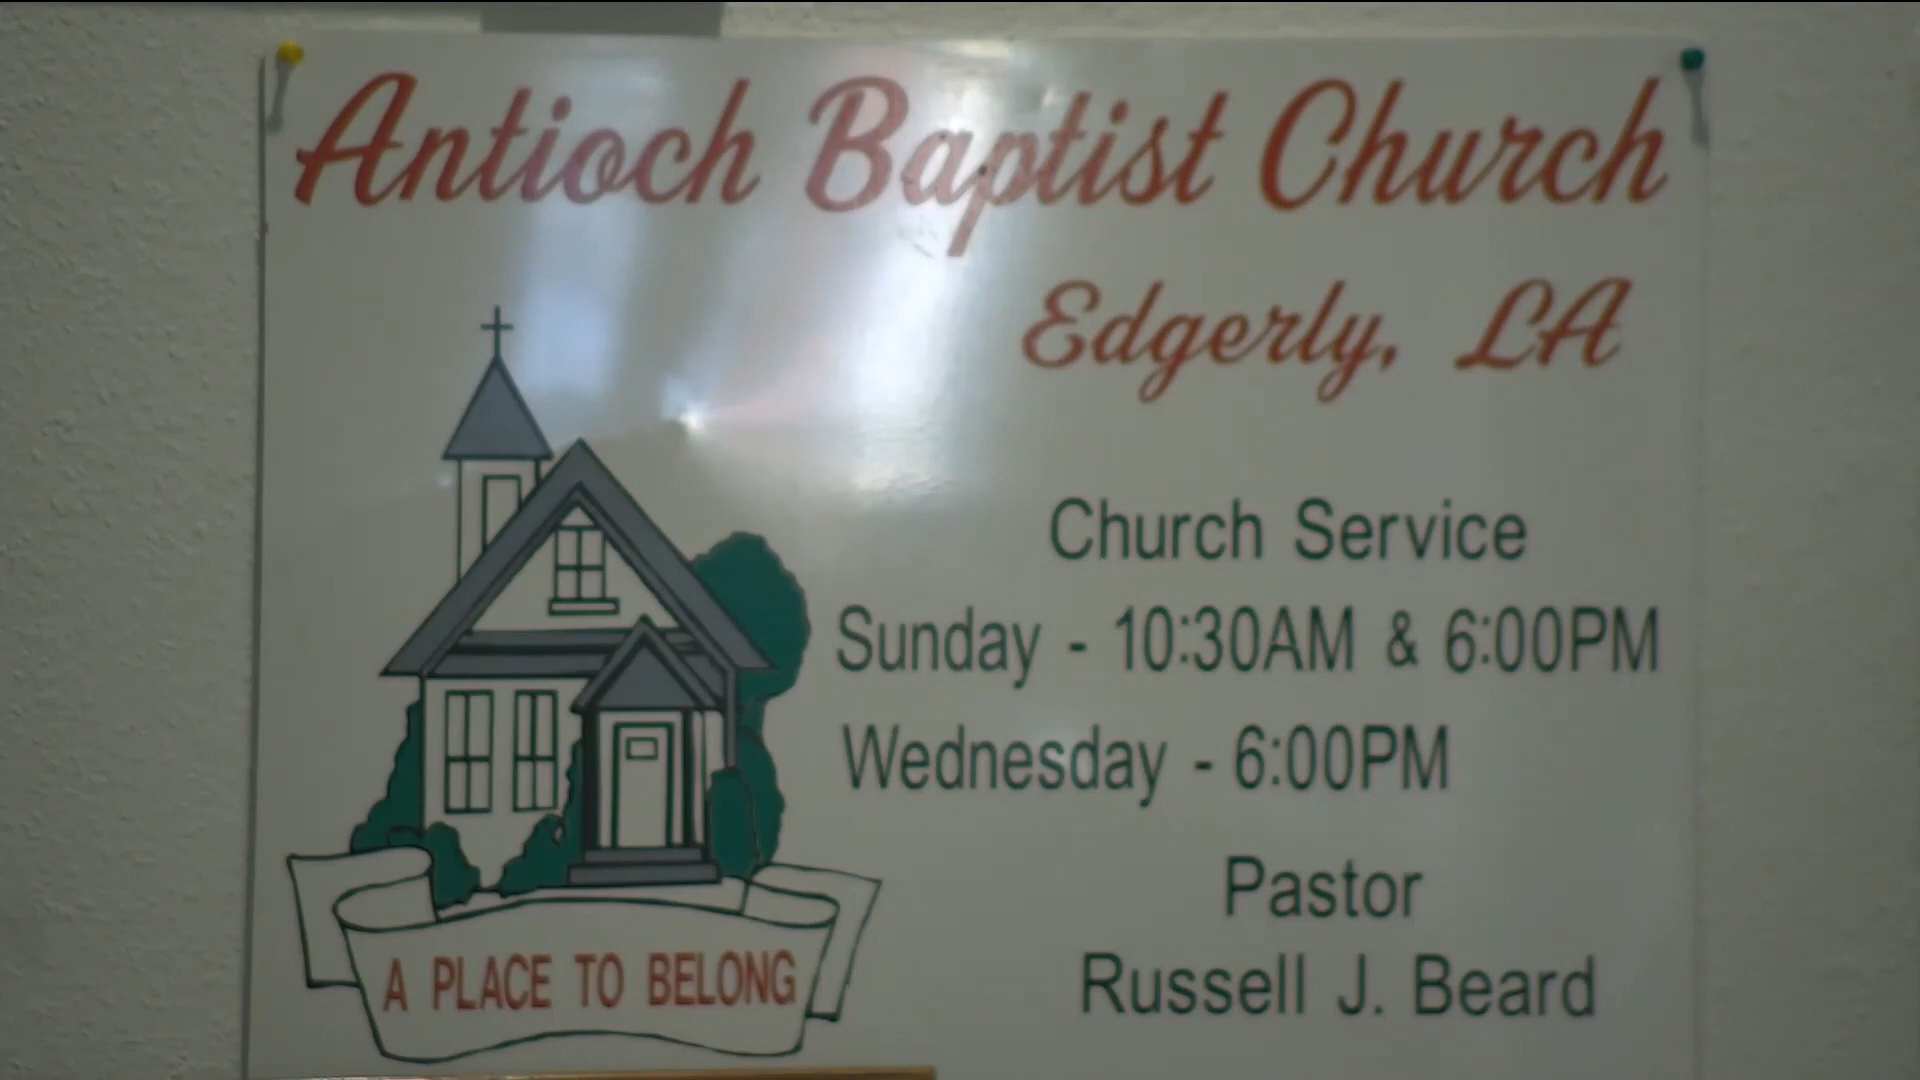 Antioch Baptist Church
Edgerly, LA
Church Service
Sunday - 10:30AM & 6:00PM
Wednesday - 6:00PM
Pastor
Russell J. Beard
A PLACE TO BELONG